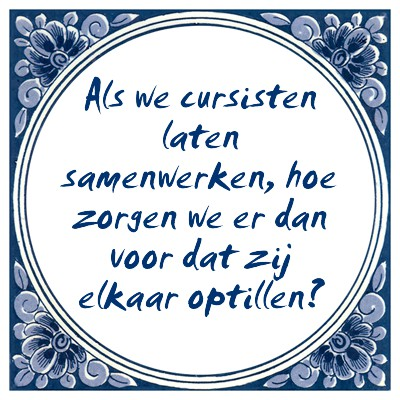 Als we cursisten
laten
samenwerken, hoe
zorgen we er dan
voor dat zij
elkaar optillen?